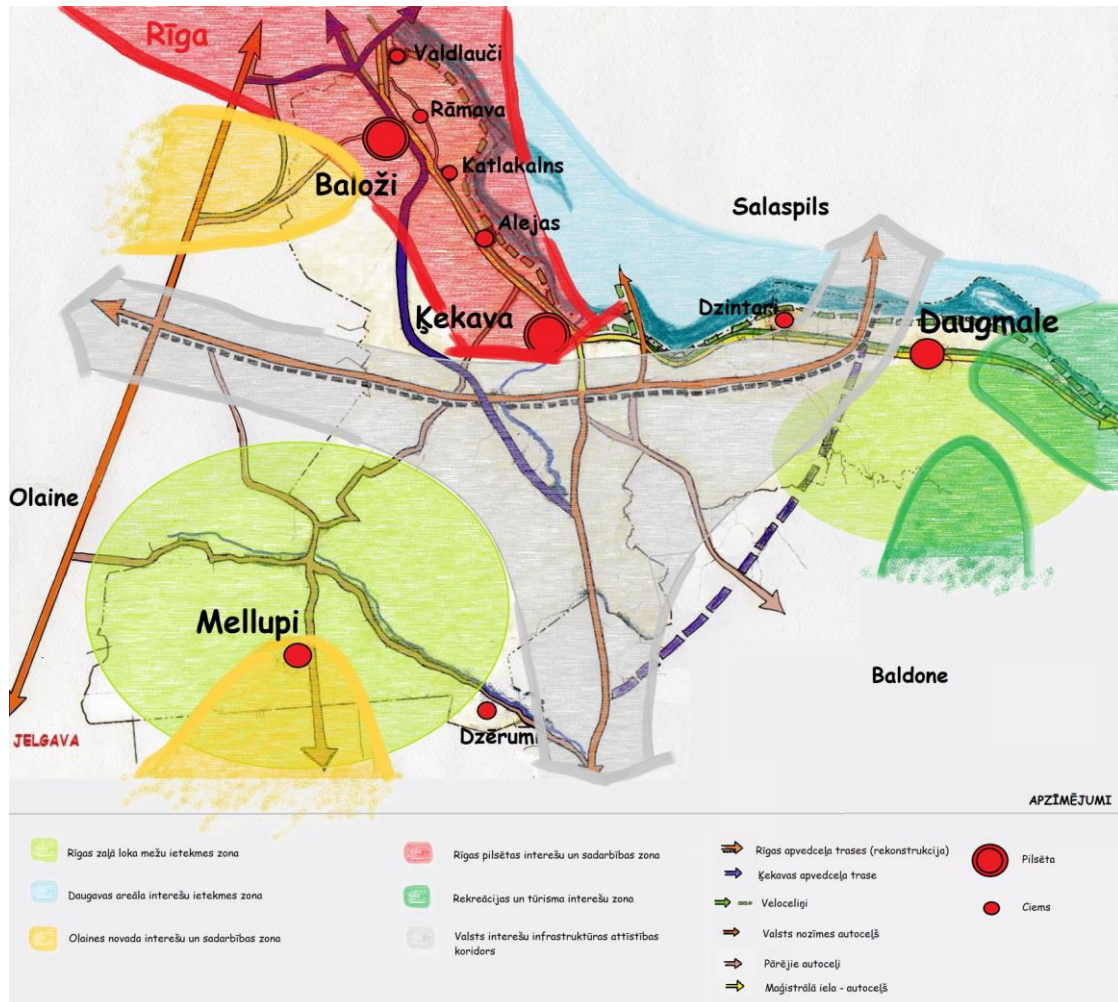 Rīga
Valdlauči
Rāmava
Baloži
Katlakalns
Alejas
Salaspils
Ķekava
Dzintari
Daugmale
Olaine
Mellupi
Baldone
JELGAVA
Dzērumi
APZĪMĒJUMI
Rīgas zaļā loka mežu ietekmes zona
Daugavas areāla interešu ietekmes zona
Olaines novada interešu un sadarbības zona
Rīgas pilsētas interešu un sadarbības zona
Rekreācijas un tūrisma interešu zona
Valsts interešu infrastruktūras attīstības
koridors
Rīgas apvedceļa trases (rekonstrukcija)
Ķekavas apvedceļa trase
Veloceliņi
Valsts nozīmes autoceļš
Pārējie autoceļi
Maģistrālā iela - autoceļš
Pilsēta
Ciems